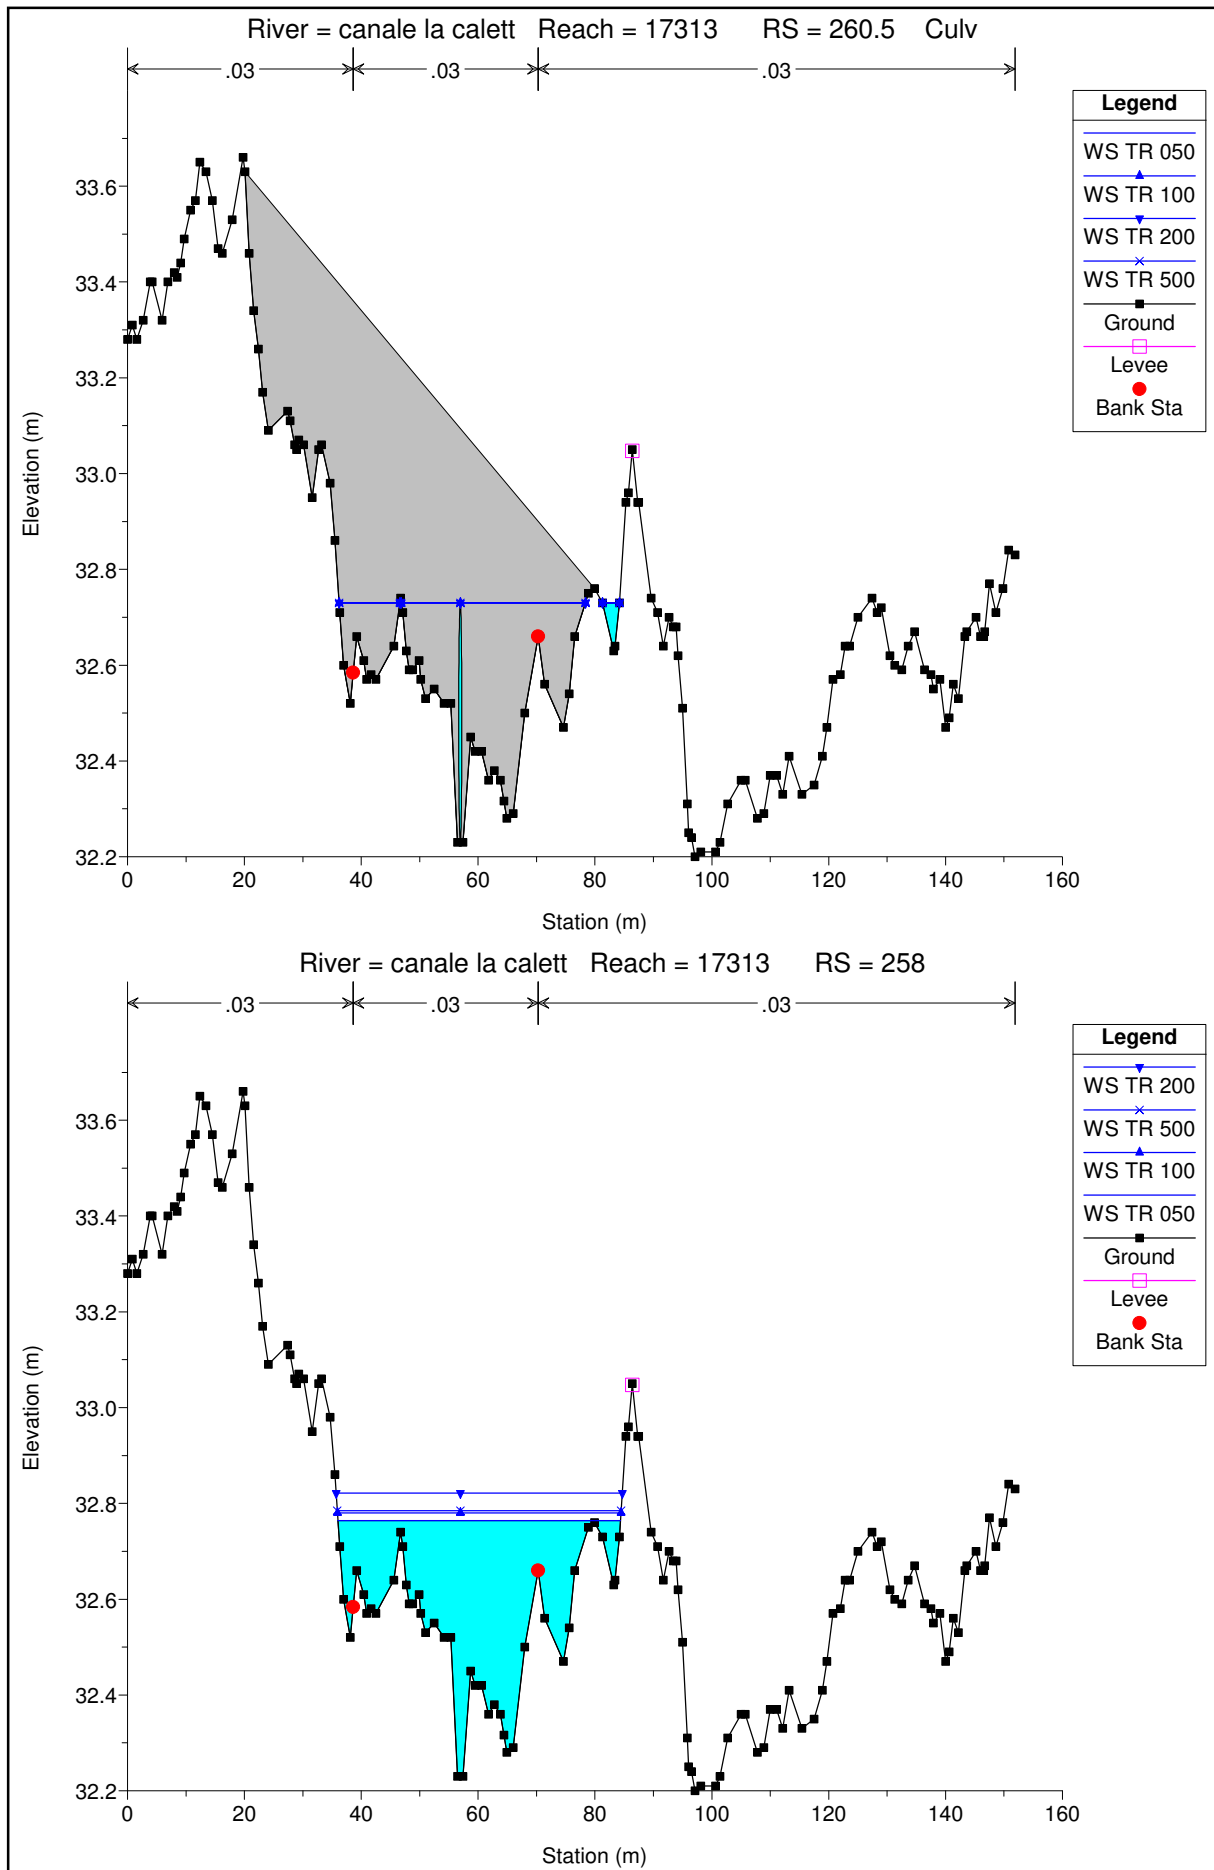 River = canale la calett Reach = 17313 RS = 260.5 Culv
.03 .03 .03
Legend
WS TR 050
WS TR 100
WS TR 200
WS TR 500
Ground
Levee
Bank Sta
33.6
33.4
33.2
33.0
32.8
32.6
32.4
32.2
Elevation (m)
0 20 40 60 80 100 120 140 160
Station (m)
River = canale la calett Reach = 17313 RS = 258
.03 .03 .03
Legend
WS TR 200
WS TR 500
WS TR 100
WS TR 050
Ground
Levee
Bank Sta
33.6
33.4
33.2
33.0
32.8
32.6
32.4
32.2
Elevation (m)
0 20 40 60 80 100 120 140 160
Station (m)